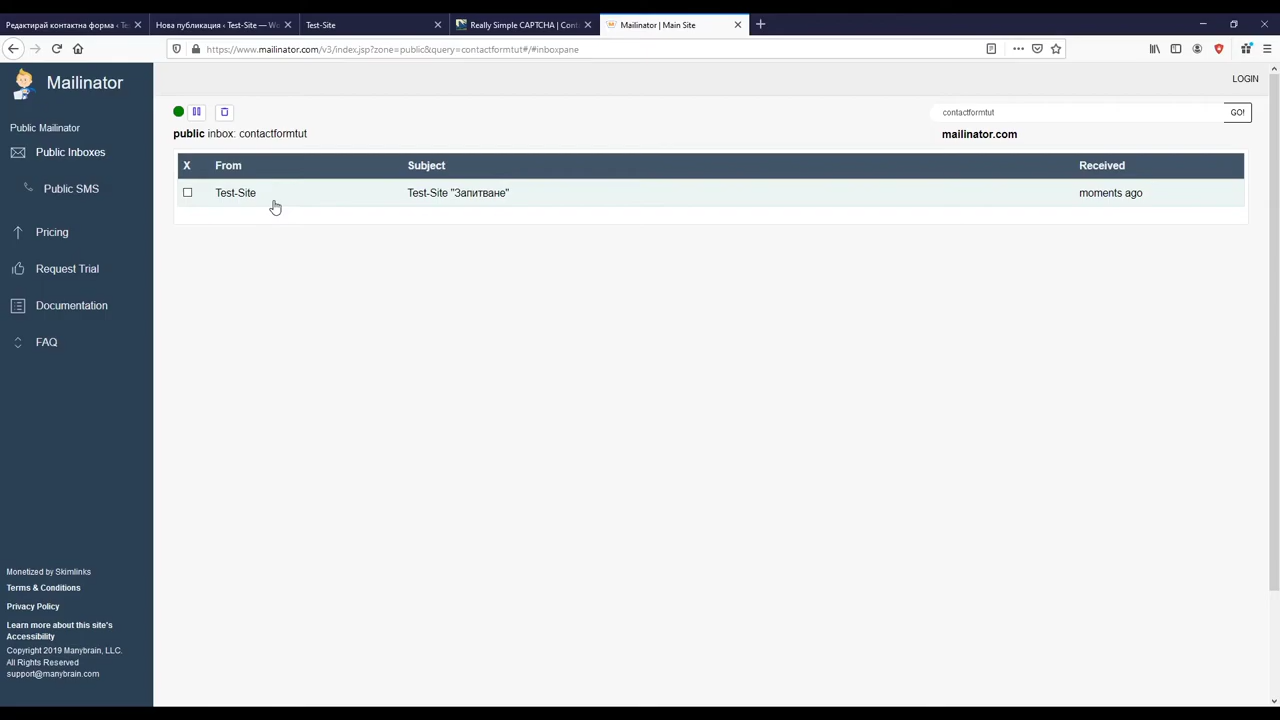 Редактирай контактна форма ‹ Te
Нова публикация ‹ Test-Site — Wo
Test-Site
Really Simple CAPTCHA | Cont
Mailinator | Main Site
https://www.mailinator.com/v3/index.jsp?zone=public&query=contactformtut#/#inboxpane
Mailinator
LOGIN
Public Mailinator
Public Inboxes
Public SMS
Pricing
Request Trial
Documentation
FAQ
contactformtut
GO!
public inbox: contactformtut
mailinator.com
X From Subject Received
Test-Site Test-Site "Запитване" moments ago
Monetized by Skimlinks
Terms & Conditions
Privacy Policy
Learn more about this site's
Accessibility
Copyright 2019 Manybrain, LLC.
All Rights Reserved
support@manybrain.com